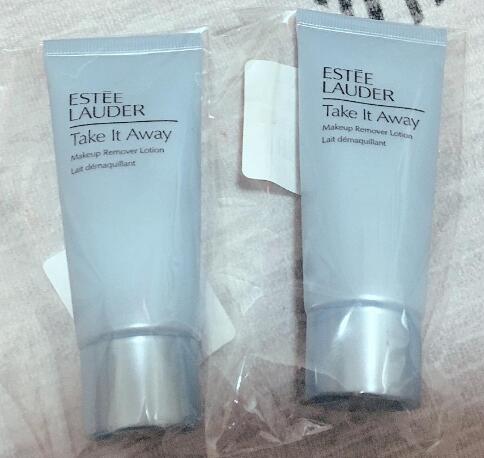 ESTĒE
LAUDER
Take It Away
Makeup Remover Lotion
Lait démaquillant
ESTĒE
LAUDER
Take It Away
Makeup Remover Lotion
Lait démaquillant